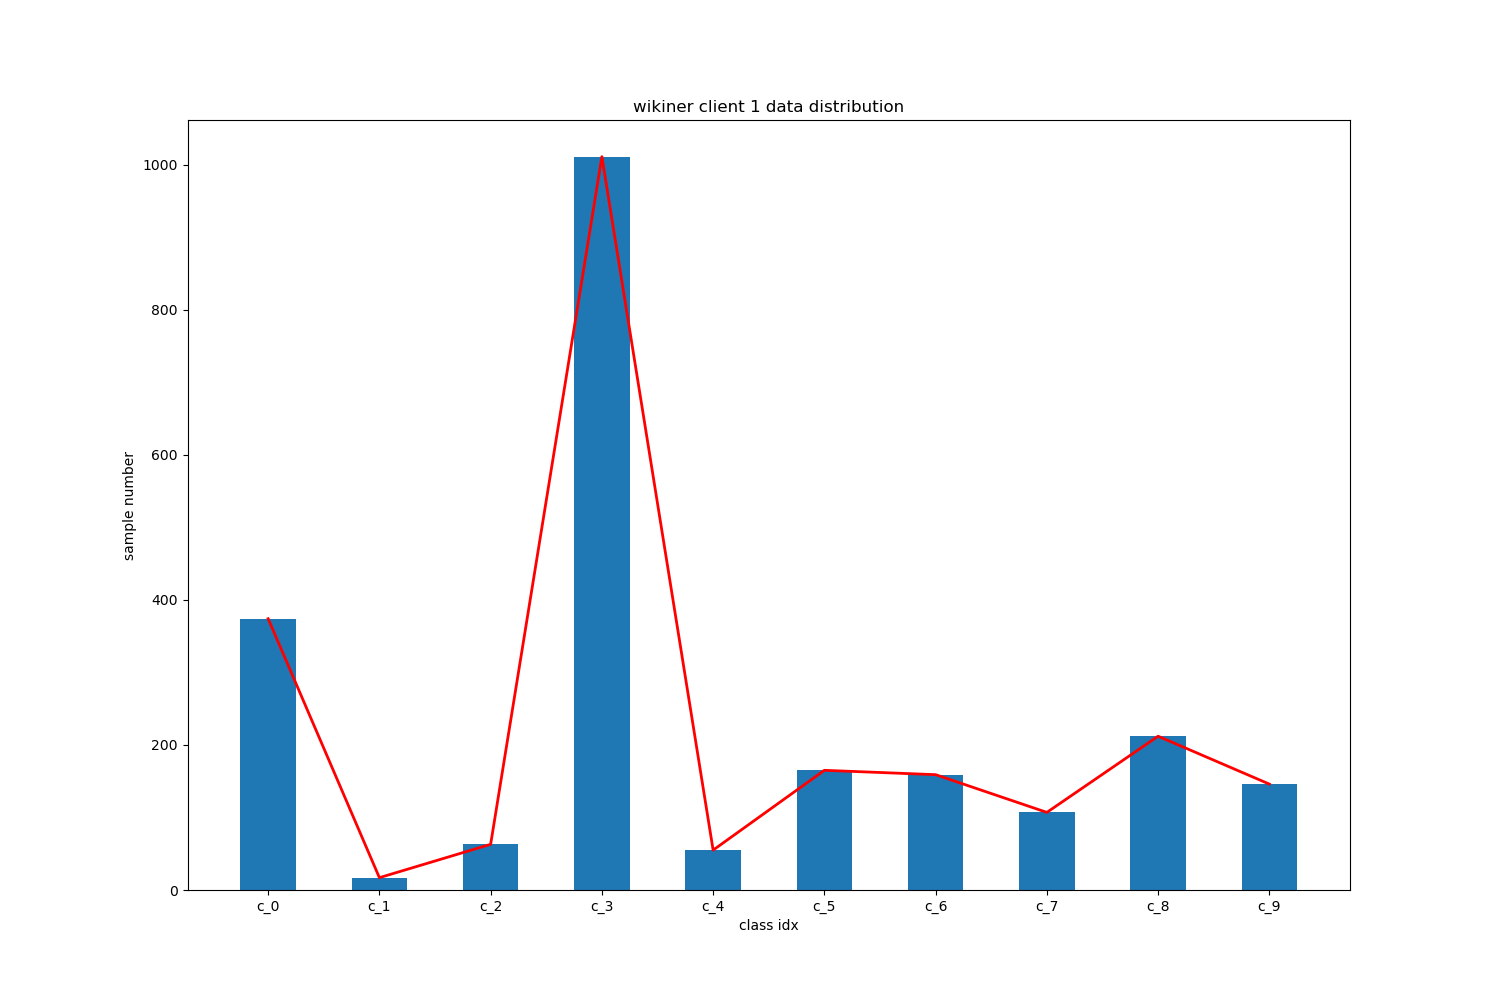 wikiner client 1 data distribution
1000
800
600
400
200
0
sample number
c_0 c_1 c_2 c_3 c_4 c_5 c_6 c_7 c_8 c_9
class idx